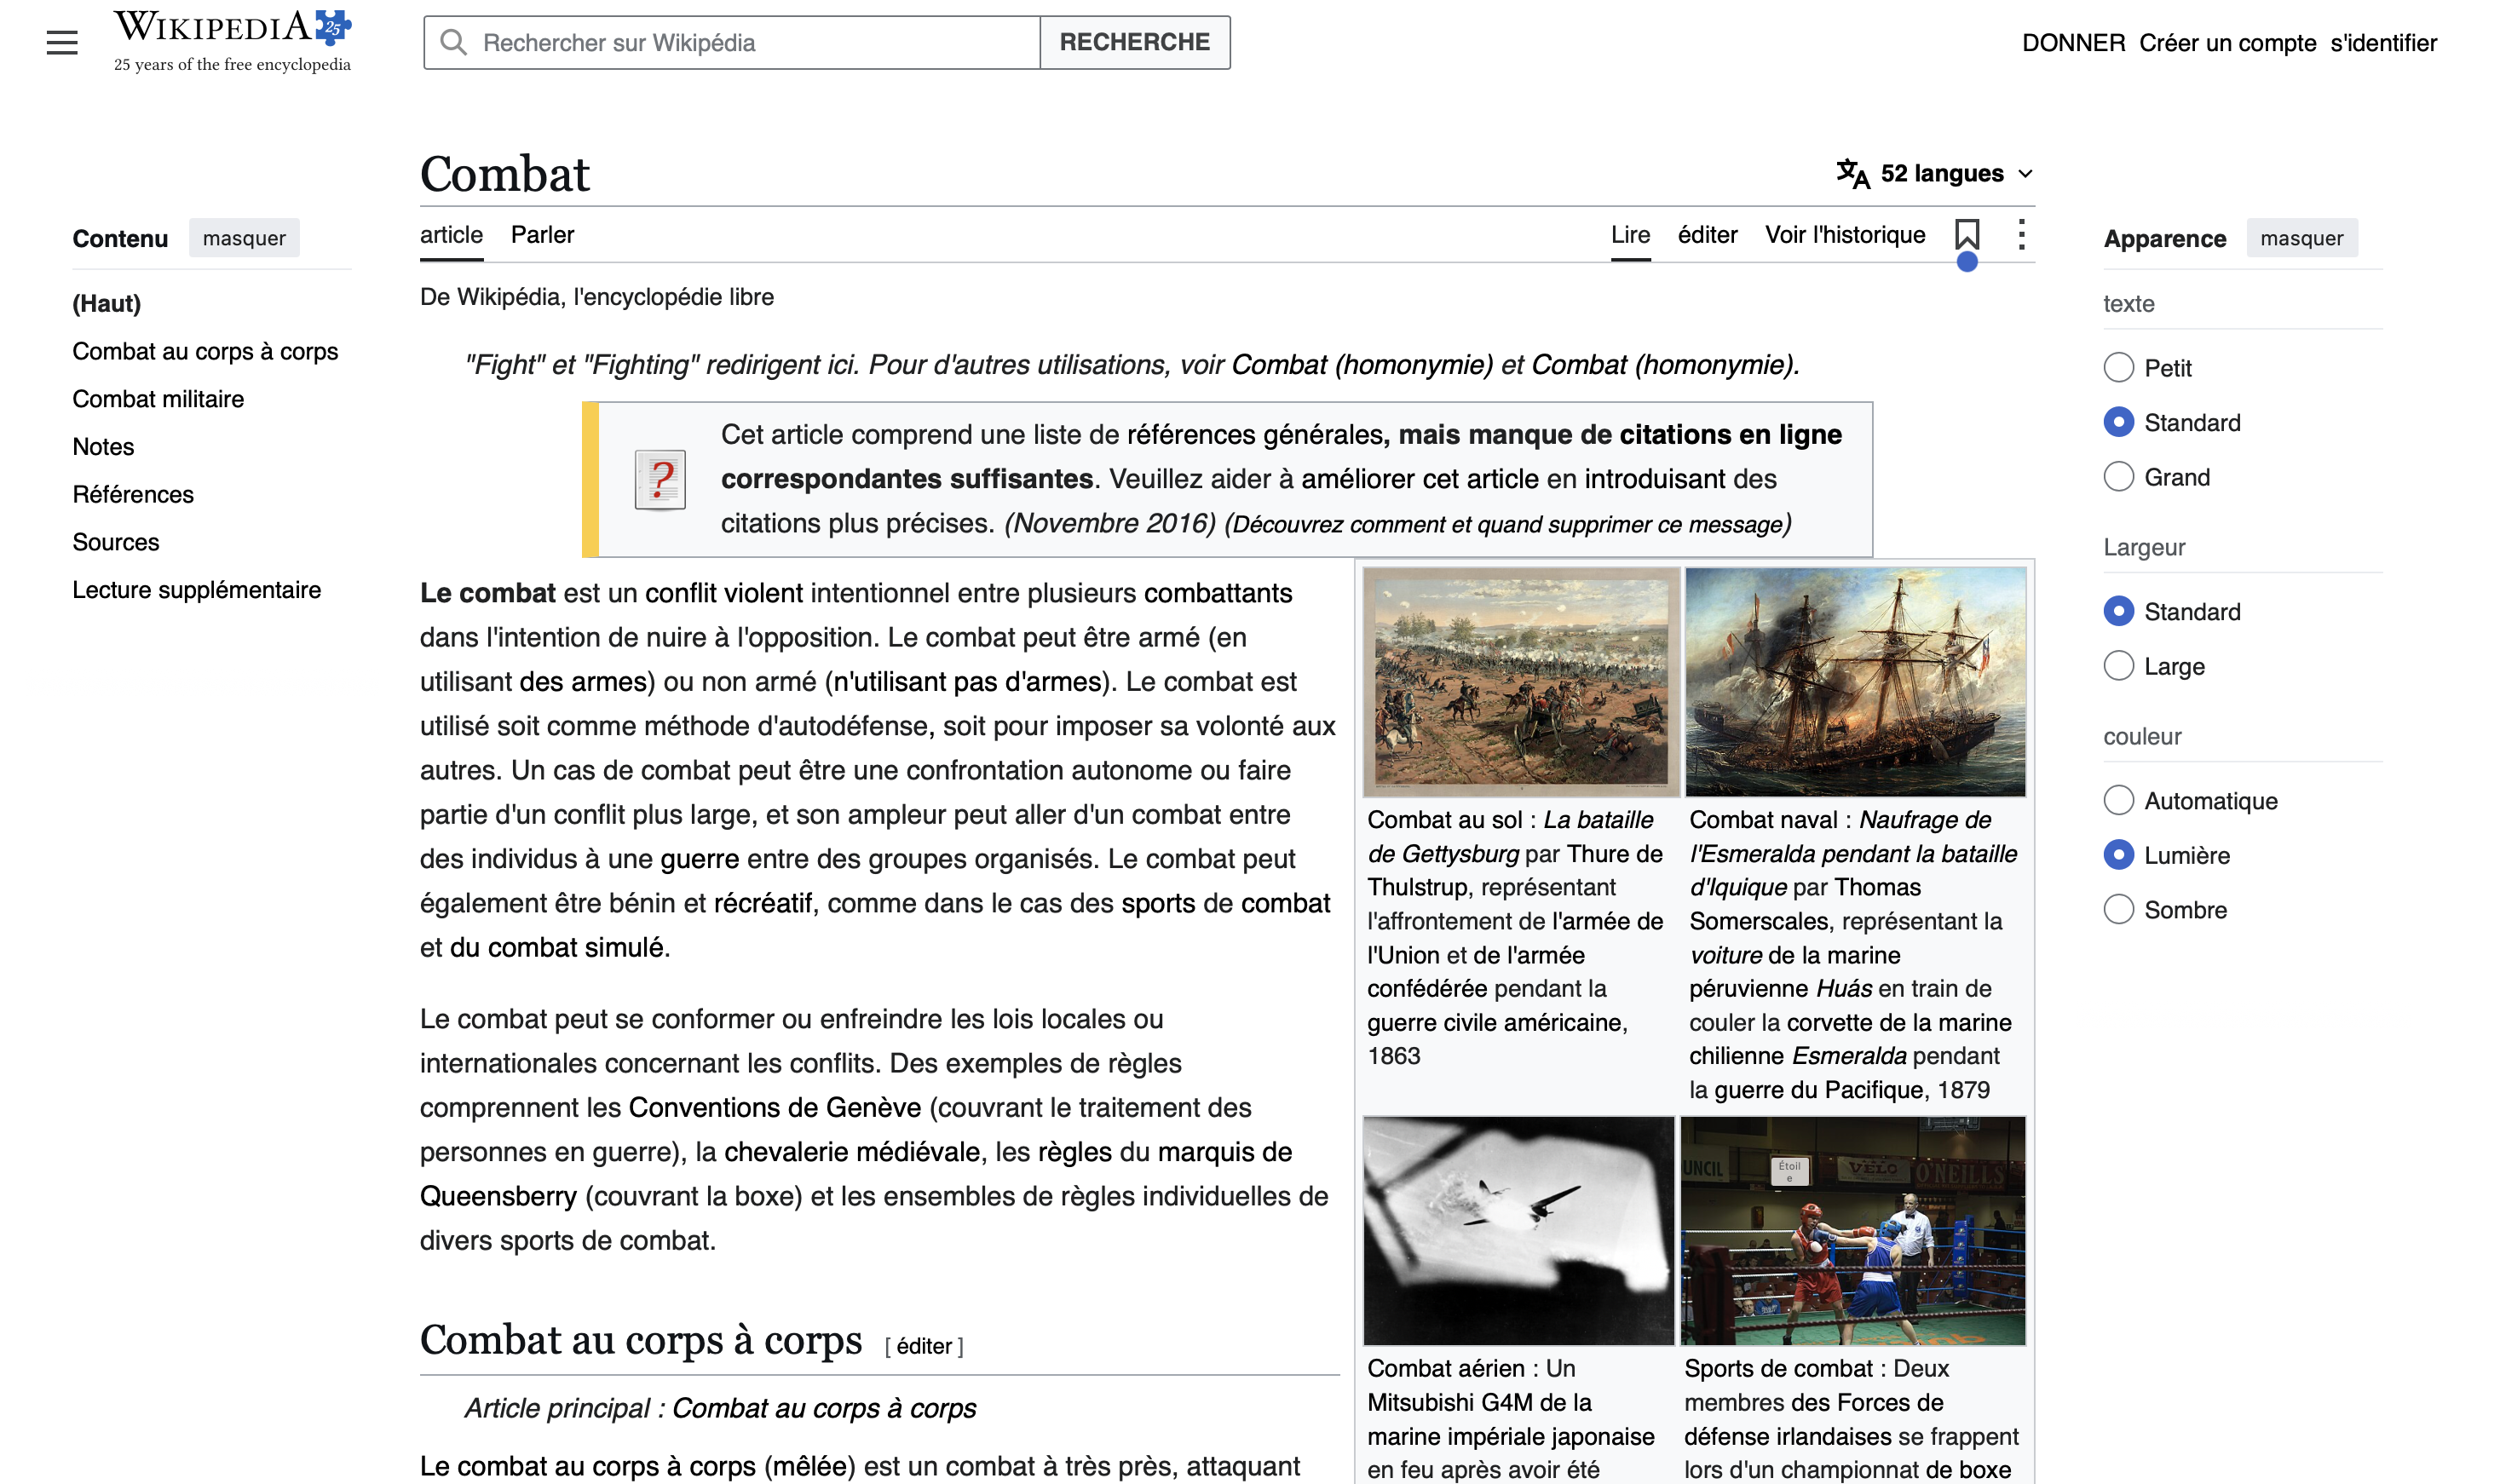 WIKIPEDIA 25
25 years of the free encyclopedia
Rechercher sur Wikipédia
RECHERCHE
DONNER Créer un compte s'identifier
Contenu masquer
(Haut)
Combat au corps à corps
Combat militaire
Notes
Références
Sources
Lecture supplémentaire
Combat
52 langues
article Parler
Lire éditer Voir l'historique
De Wikipédia, l'encyclopédie libre
"Fight" et "Fighting" redirigent ici. Pour d'autres utilisations, voir Combat (homonymie) et Combat (homonymie).
Cet article comprend une liste de références générales, mais manque de citations en ligne
correspondantes suffisantes. Veuillez aider à améliorer cet article en introduisant des
citations plus précises. (Novembre 2016) (Découvrez comment et quand supprimer ce message)
Le combat est un conflit violent intentionnel entre plusieurs combattants
dans l'intention de nuire à l'opposition. Le combat peut être armé (en
utilisant des armes) ou non armé (n'utilisant pas d'armes). Le combat est
utilisé soit comme méthode d'autodéfense, soit pour imposer sa volonté aux
autres. Un cas de combat peut être une confrontation autonome ou faire
partie d'un conflit plus large, et son ampleur peut aller d'un combat entre
des individus à une guerre entre des groupes organisés. Le combat peut
également être bénin et récréatif, comme dans le cas des sports de combat
et du combat simulé.
Le combat peut se conformer ou enfreindre les lois locales ou
internationales concernant les conflits. Des exemples de règles
comprennent les Conventions de Genève (couvrant le traitement des
personnes en guerre), la chevalerie médiévale, les règles du marquis de
Queensberry (couvrant la boxe) et les ensembles de règles individuelles de
divers sports de combat.
Combat au corps à corps [ éditer ]
Article principal : Combat au corps à corps
Le combat au corps à corps (mêlée) est un combat à très près, attaquant
Combat au sol : La bataille
de Gettysburg par Thure de
Thulstrup, représentant
l'affrontement de l'armée de
l'Union et de l'armée
confédérée pendant la
guerre civile américaine,
1863
Combat naval : Naufrage de
l'Esmeralda pendant la bataille
d'Iquique par Thomas
Somerscales, représentant la
voiture de la marine
péruvienne Huás en train de
couler la corvette de la marine
chilienne Esmeralda pendant
la guerre du Pacifique, 1879
UNCIL
Étoil
e
VELO
O'NEILLS
Combat aérien : Un
Mitsubishi G4M de la
marine impériale japonaise
en feu après avoir été
Sports de combat : Deux
membres des Forces de
défense irlandaises se frappent
lors d'un championnat de boxe
Apparence masquer
texte
Petit
Standard
Grand
Largeur
Standard
Large
couleur
Automatique
Lumière
Sombre